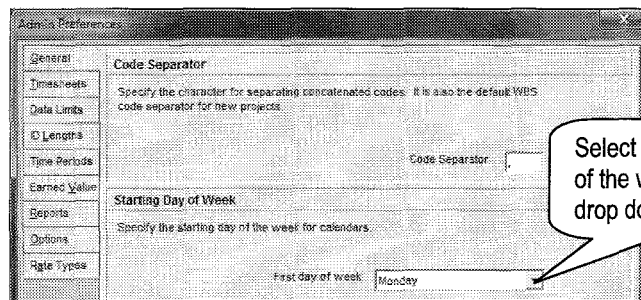 Admin Preferences
General
Timesheets
Data Limits
ID Lengths
Time Periods
Earned Value
Reports
Options
Rate Types
Code Separator
Specify the character for separating concatenated codes. It is also the default WBS
code separator for new projects.
Code Separator .
Starting Day of Week
Specify the starting day of the week for calendars.
First day of week Monday
Select
of the
drop